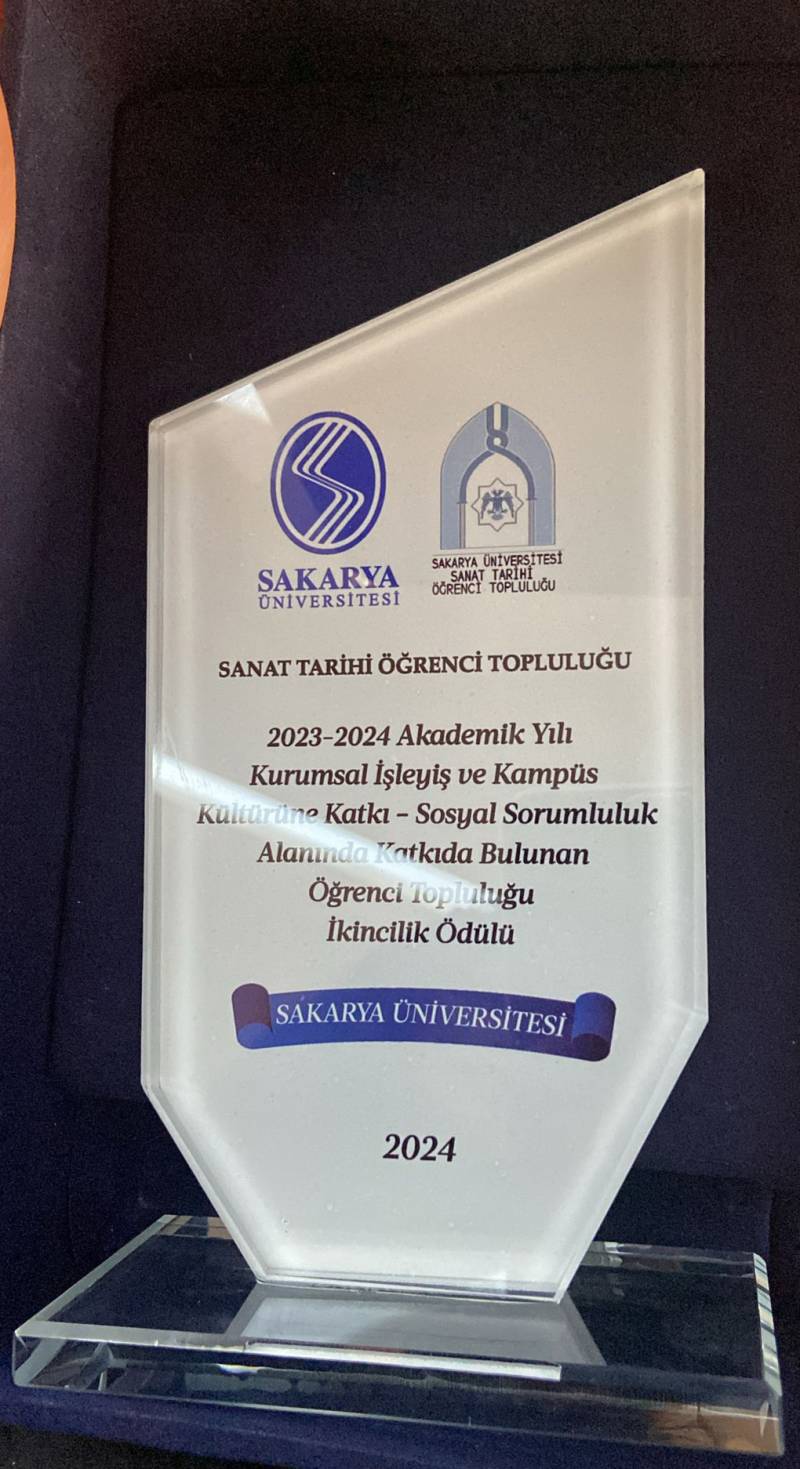 SAKARYA
ÜNİVERSİTESİ
SAKARYA ÜNİVERSİTESİ
SANAT TARİHİ
ÖĞRENCİ TOPLULUĞU
SANAT TARİHİ ÖĞRENCİ TOPLULUĞU
2023-2024 Akademik Yılı
Kurumsal İşleyiş ve Kampüs
Kültürüne Katkı - Sosyal Sorumluluk
Alanında Katkıda Bulunan
Öğrenci Topluluğu
İkincilik Ödülü
SAKARYA ÜNİVERSİTESİ
2024